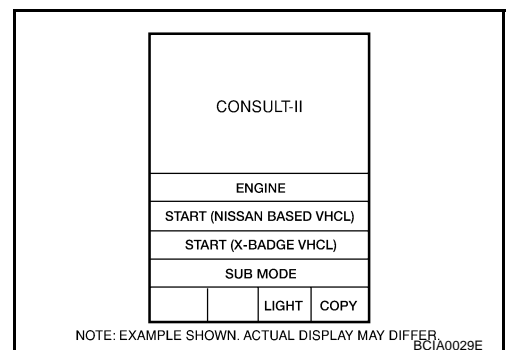 CONSULT-II
ENGINE
START (NISSAN BASED VHCL)
START (X-BADGE VHCL)
SUB MODE
LIGHT COPY
NOTE: EXAMPLE SHOWN. ACTUAL DISPLAY MAY DIFFER.
BCIA0029E